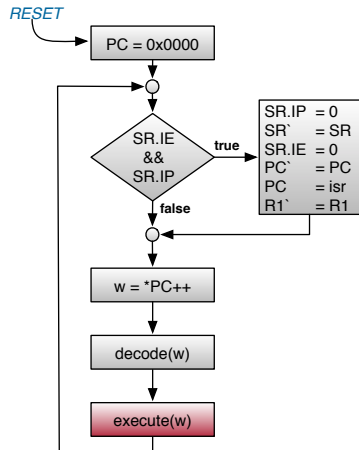 RESET
PC = 0x0000
SR.IE
&&
SR.IP
true
false
SR.IP = 0
SR` = SR
SR.IE = 0
PC` = PC
PC = isr
R1` = R1
w = *PC++
decode(w)
execute(w)